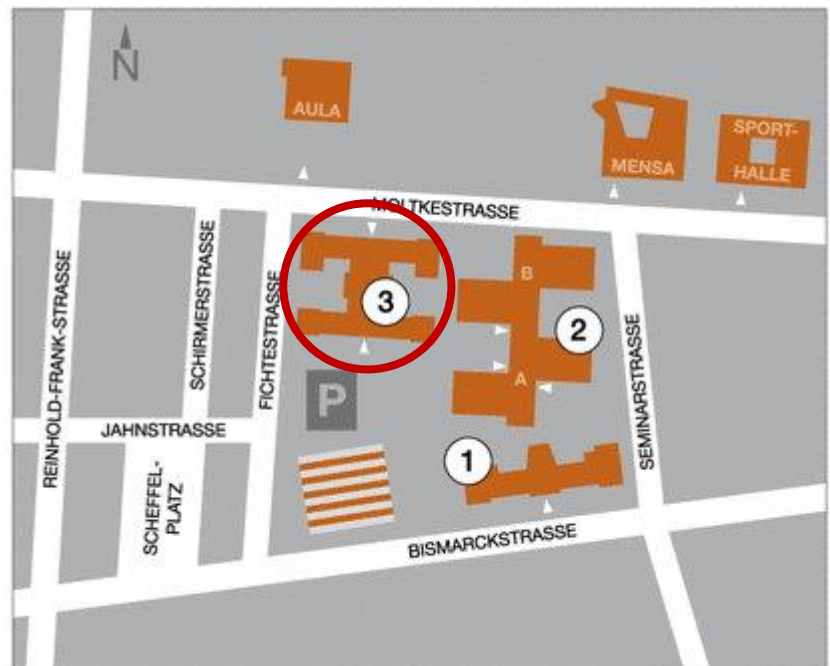 N
AULA
MENSA
SPORT-
HALLE
MOLTKESTRASSE
REINHOLD-FRANK-STRASSE
SCHIRMERSTRASSE
FICHTESTRASSE
3
B
2
A
P
SEMINARSTRASSE
JAHNSTRASSE
SCHEFFEL-
PLATZ
1
BISMARCKSTRASSE